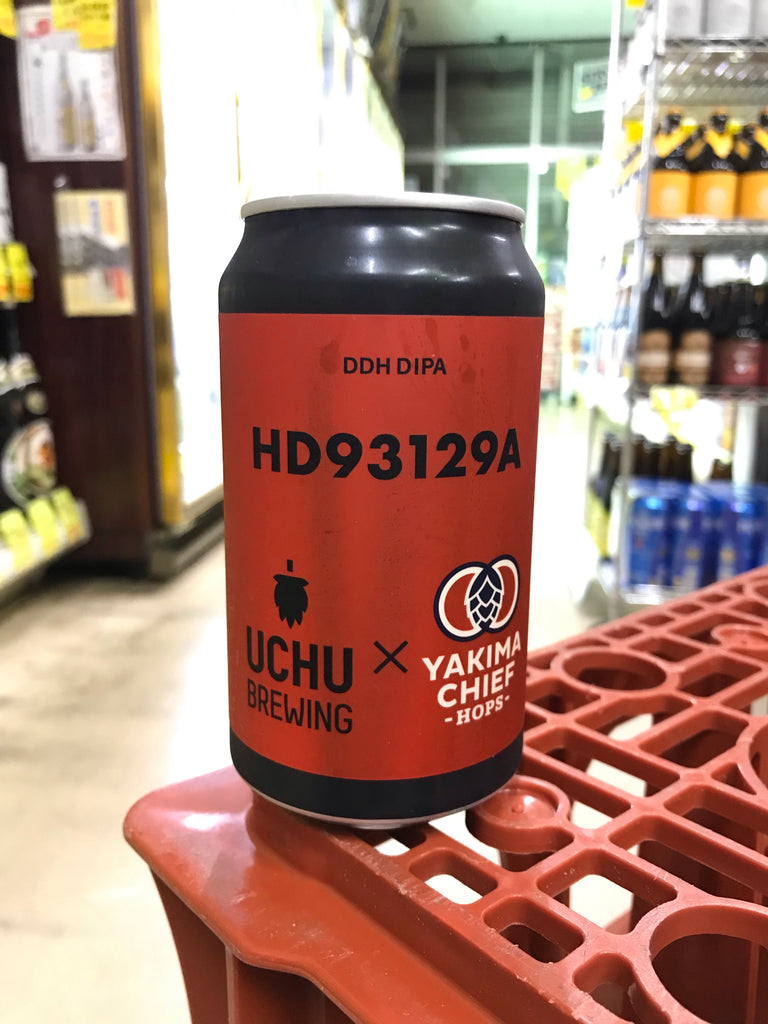 DDH DIPA
HD93129A
UCHU
BREWING
×
YAKIMA
CHIEF
-HOPS-